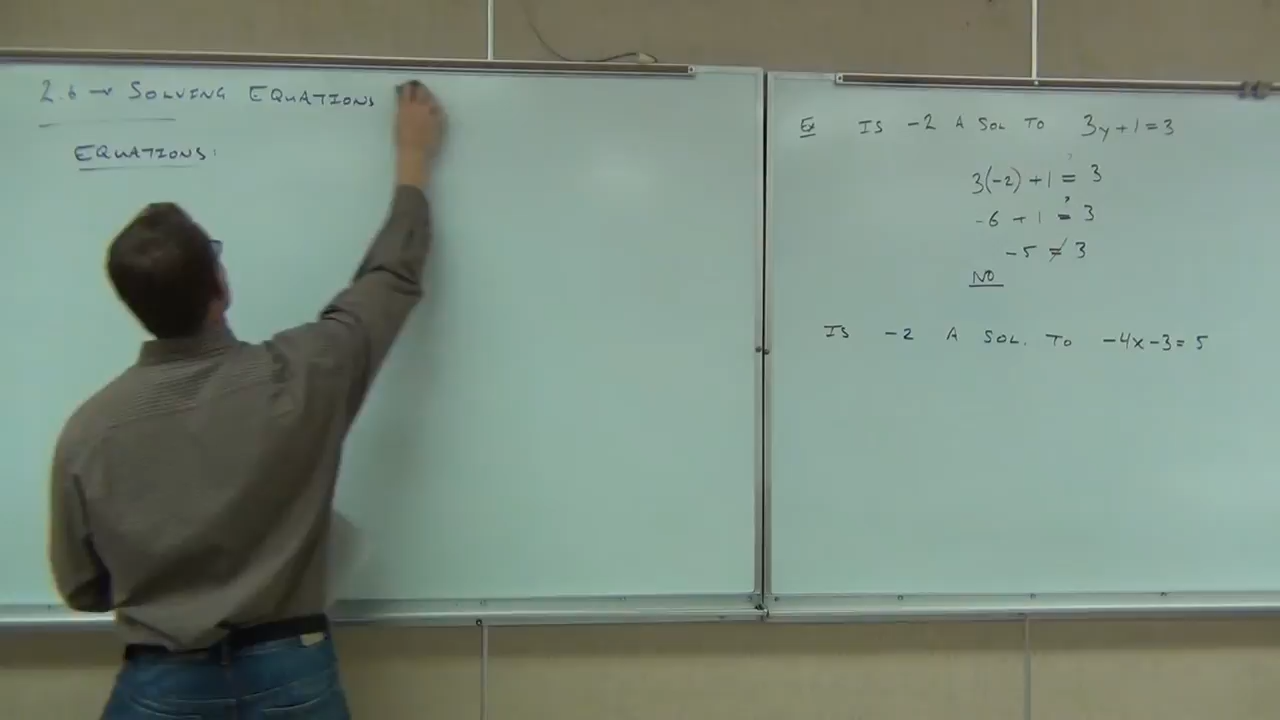 2.6 → SOLVING EQUATIONS
EQUATIONS:
Ex IS -2 A SOL TO 3y+1=3
3(-2)+1 ≟ 3
-6+1 ≟ 3
-5 ≠ 3
NO
IS -2 A SOL. TO -4x-3=5